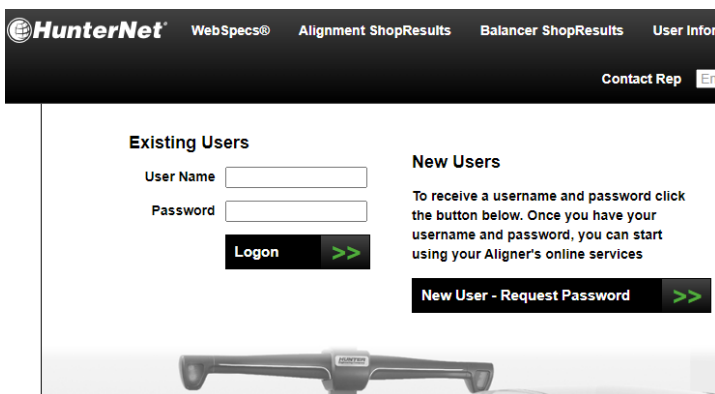 HunterNet® WebSpecs® Alignment ShopResults Balancer ShopResults User Infor
Contact Rep En
Existing Users
User Name
Password
Logon >>
New Users
To receive a username and password click
the button below. Once you have your
username and password, you can start
using your Aligner's online services
New User - Request Password >>
HUNTER